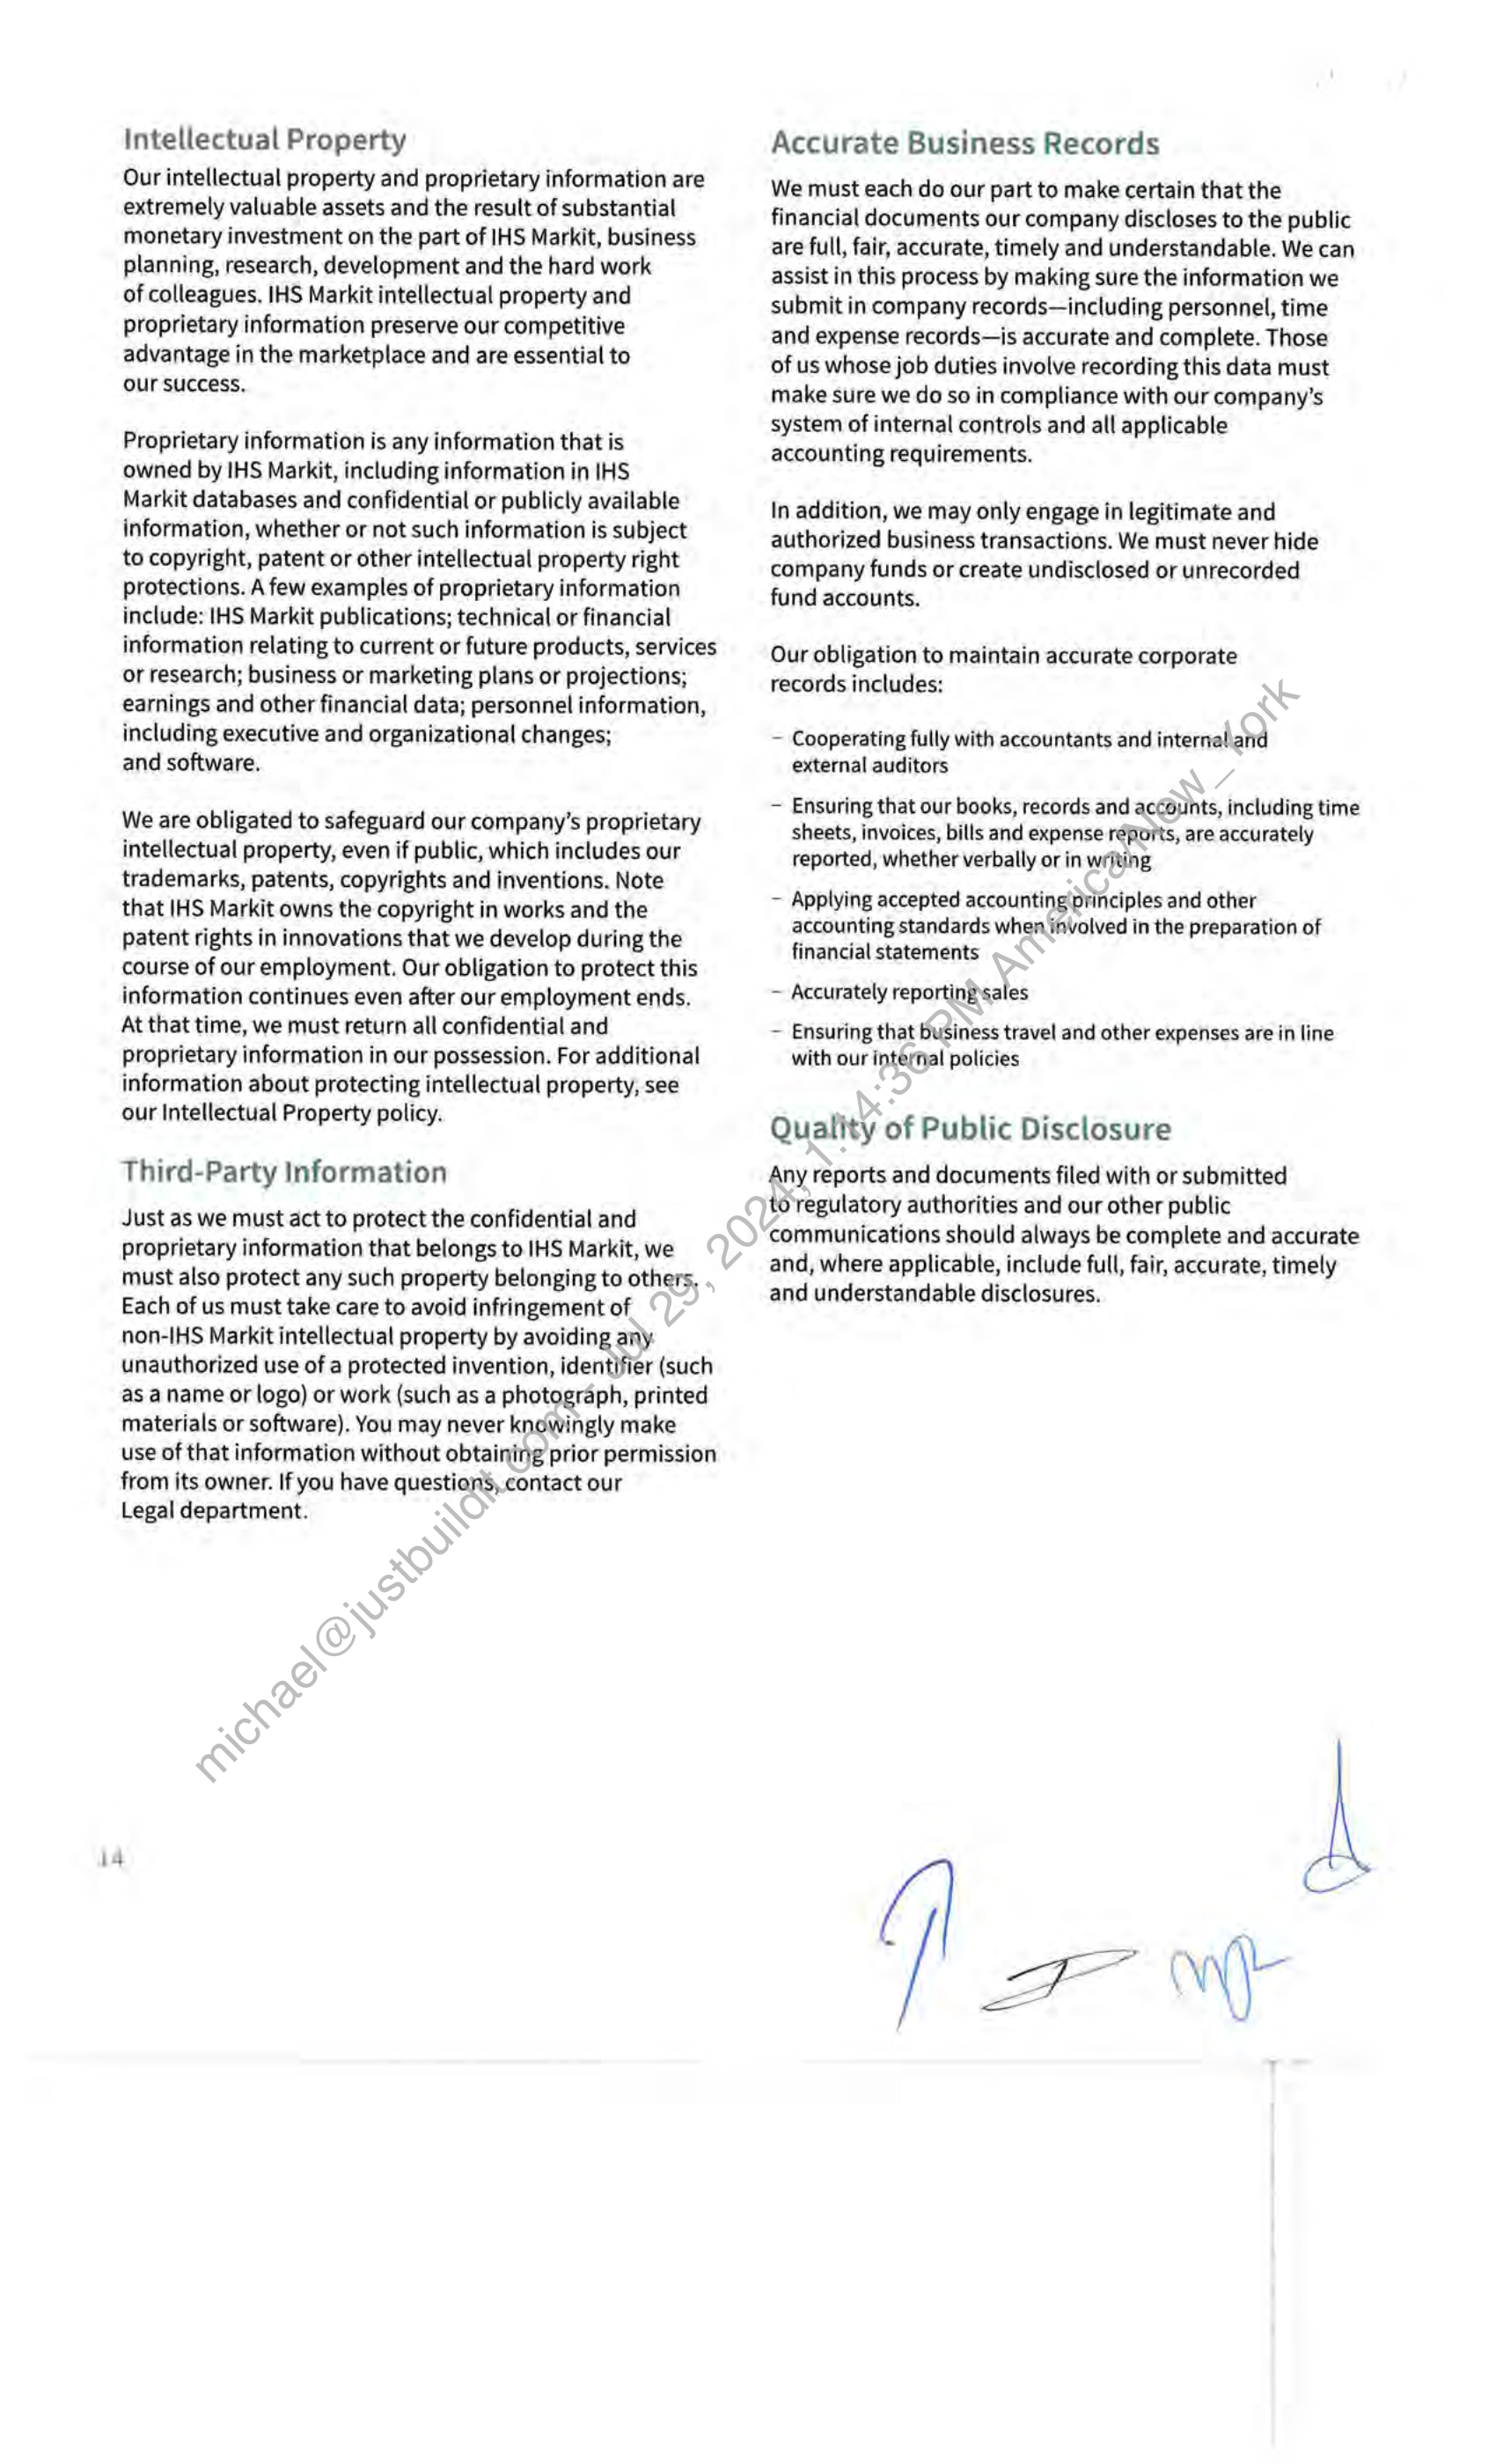 Intellectual Property
Our intellectual property and proprietary information are
extremely valuable assets and the result of substantial
monetary investment on the part of IHS Markit, business
planning, research, development and the hard work
of colleagues. IHS Markit intellectual property and
proprietary information preserve our competitive
advantage in the marketplace and are essential to
our success.
Proprietary information is any information that is
owned by IHS Markit, including information in IHS
Markit databases and confidential or publicly available
information, whether or not such information is subject
to copyright, patent or other intellectual property right
protections. A few examples of proprietary information
include: IHS Markit publications; technical or financial
information relating to current or future products, services
or research; business or marketing plans or projections;
earnings and other financial data; personnel information,
including executive and organizational changes;
and software.
We are obligated to safeguard our company's proprietary
intellectual property, even if public, which includes our
trademarks, patents, copyrights and inventions. Note
that IHS Markit owns the copyright in works and the
patent rights in innovations that we develop during the
course of our employment. Our obligation to protect this
information continues even after our employment ends.
At that time, we must return all confidential and
proprietary information in our possession. For additional
information about protecting intellectual property, see
our Intellectual Property policy.
Third-Party Information
Just as we must act to protect the confidential and
proprietary information that belongs to IHS Markit, we
must also protect any such property belonging to others.
Each of us must take care to avoid infringement of
non-IHS Markit intellectual property by avoiding any
unauthorized use of a protected invention, identifier (such
as a name or logo) or work (such as a photograph, printed
materials or software). You may never knowingly make
use of that information without obtaining prior permission
from its owner. If you have questions, contact our
Legal department.
Accurate Business Records
We must each do our part to make certain that the
financial documents our company discloses to the public
are full, fair, accurate, timely and understandable. We can
assist in this process by making sure the information we
submit in company records—including personnel, time
and expense records—is accurate and complete. Those
of us whose job duties involve recording this data must
make sure we do so in compliance with our company's
system of internal controls and all applicable
accounting requirements.
In addition, we may only engage in legitimate and
authorized business transactions. We must never hide
company funds or create undisclosed or unrecorded
fund accounts.
Our obligation to maintain accurate corporate
records includes:
– Cooperating fully with accountants and internal and
external auditors
– Ensuring that our books, records and accounts, including time
sheets, invoices, bills and expense reports, are accurately
reported, whether verbally or in writing
– Applying accepted accounting principles and other
accounting standards when involved in the preparation of
financial statements
– Accurately reporting sales
– Ensuring that business travel and other expenses are in line
with our internal policies
Quality of Public Disclosure
Any reports and documents filed with or submitted
to regulatory authorities and our other public
communications should always be complete and accurate
and, where applicable, include full, fair, accurate, timely
and understandable disclosures.
michael@justbuildit.com - Jul 29, 2024, 1:14:36 PM America/New_York
14